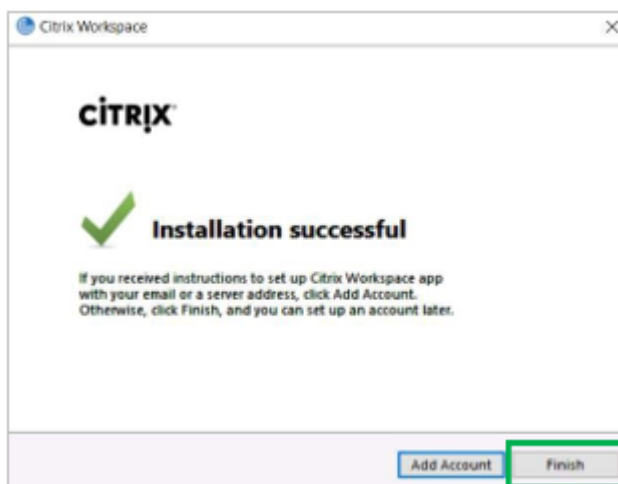 Citrix Workspace
CITRIX
Installation successful
If you received instructions to set up Citrix Workspace app
with your email or a server address, click Add Account.
Otherwise, click Finish, and you can set up an account later.
Add Account
Finish